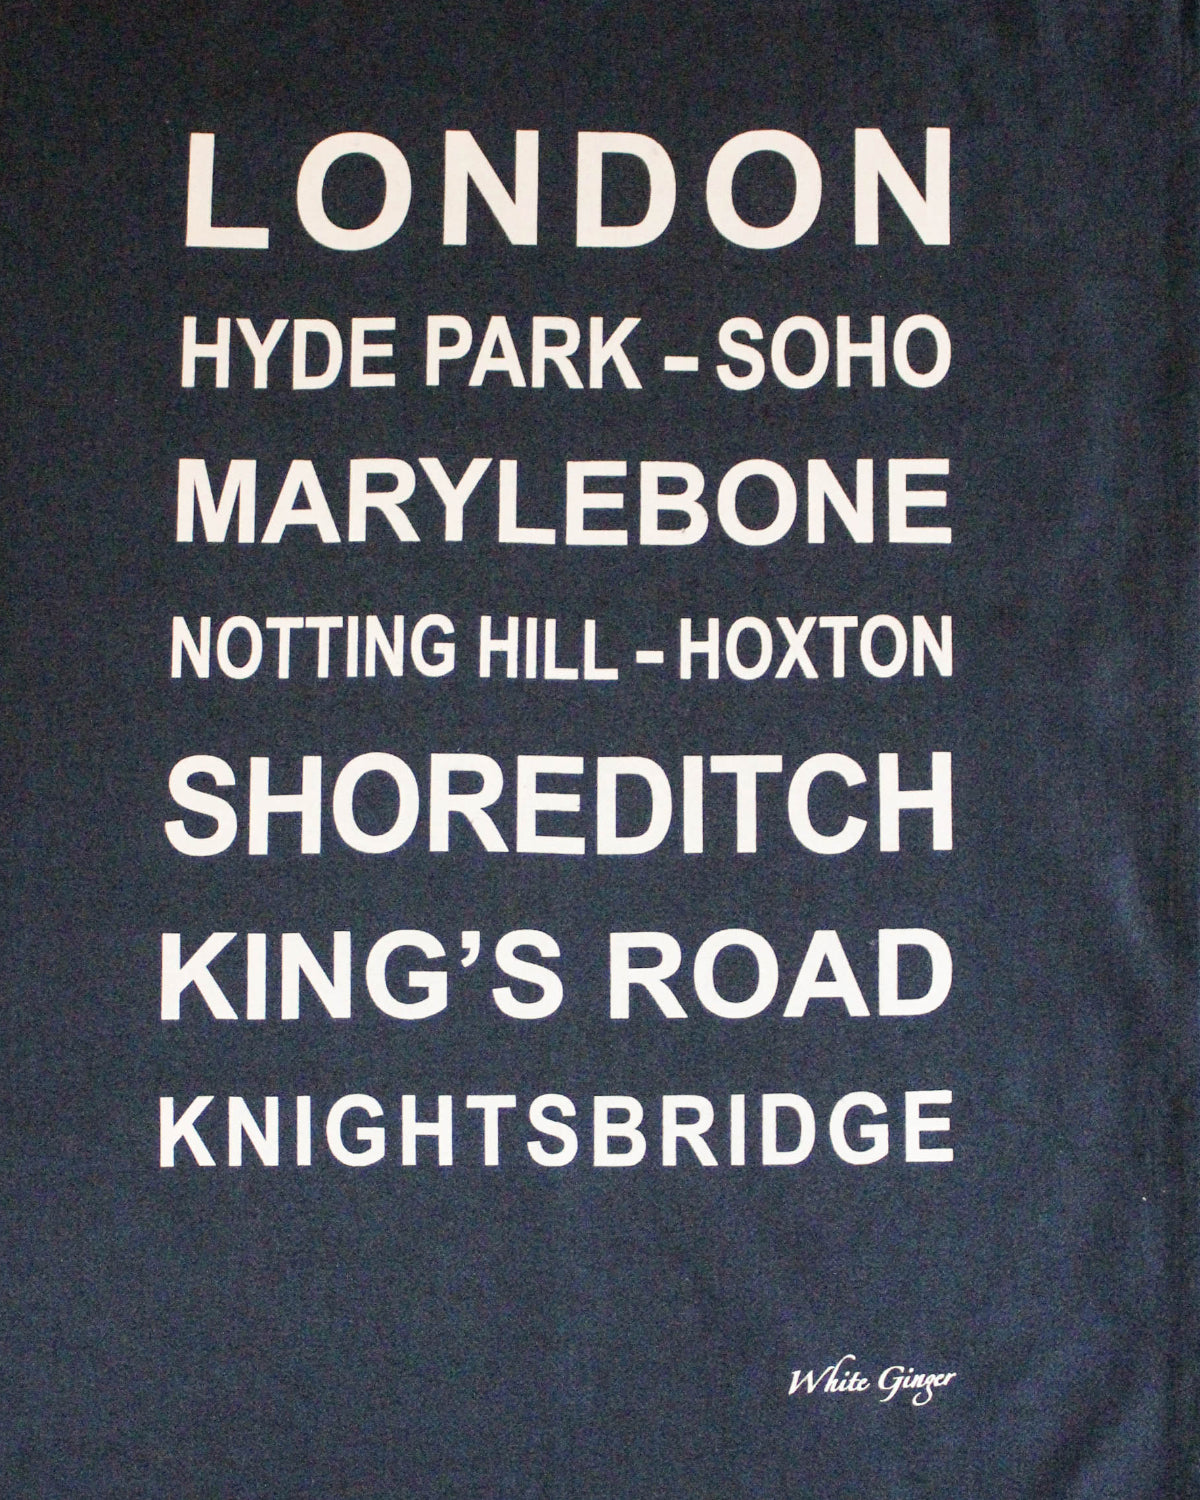 LONDON
HYDE PARK - SOHO
MARYLEBONE
NOTTING HILL - HOXTON
SHOREDITCH
KING'S ROAD
KNIGHTSBRIDGE
White Ginger